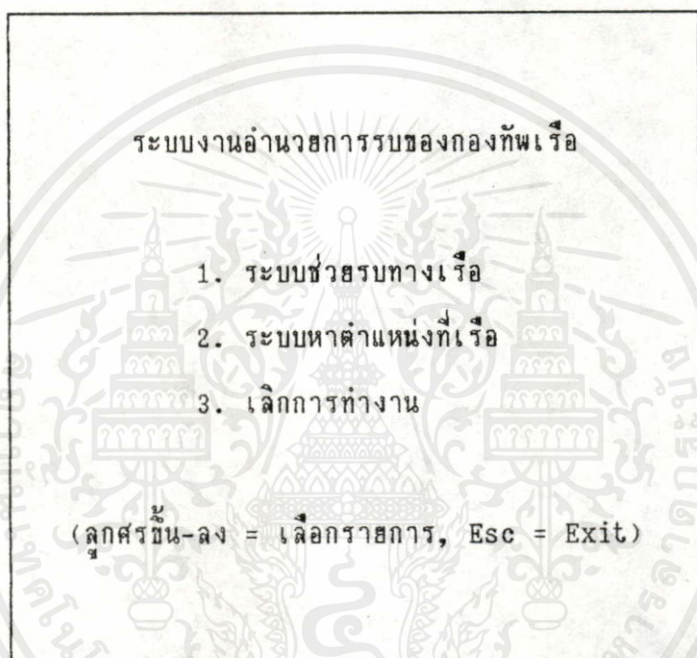 ระบบงานอำนวยการรบของกองทัพเรือ
1. ระบบช่วยรบทางเรือ
2. ระบบหาตำแหน่งที่เรือ
3. เลิกการทำงาน
(ลูกศรขึ้น-ลง = เลือกรายการ, Esc = Exit)